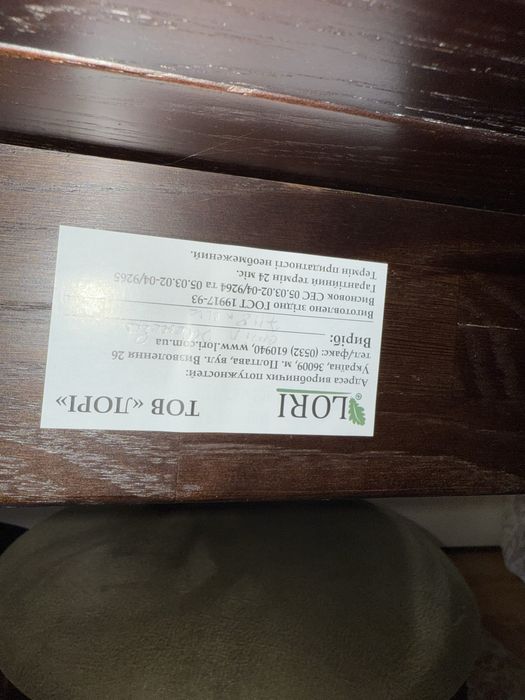 LORI® ТОВ «ЛОРІ»
Адреса виробничих потужностей:
Україна, 36009, м. Полтава, вул. Визволення 26
тел/факс: (0532) 610940, www.lori.com.ua
Виріб:
Виготовлено згідно ГОСТ 19917-93
Висновок СЕС 05.03.02-04/9264 та 05.03.02-04/9265
Гарантійний термін 24 міс.
Термін придатності необмежений.